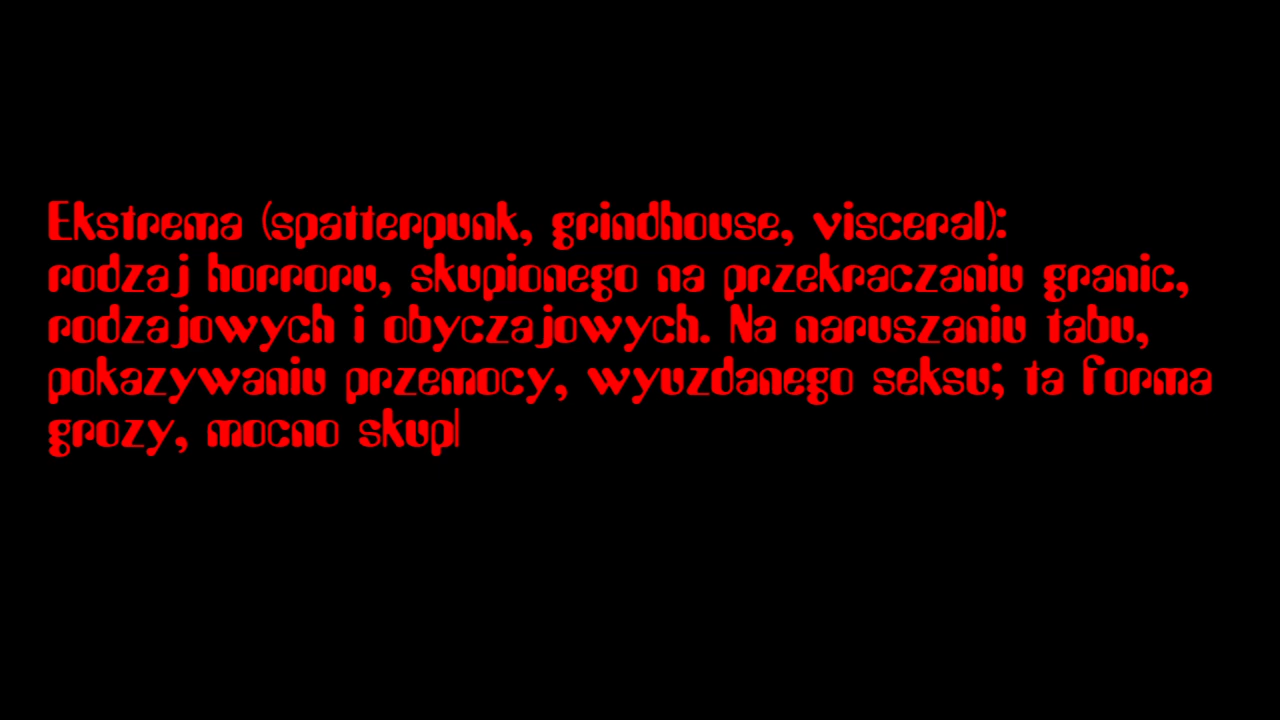 Ekstrema (spatterpunk, grindhouse, visceral):
rodzaj horroru, skupionego na przekraczaniu granic,
rodzajowych i obyczajowych. Na naruszaniu tabu,
pokazywaniu przemocy, wyuzdanego seksu; ta forma
grozy, mocno skup